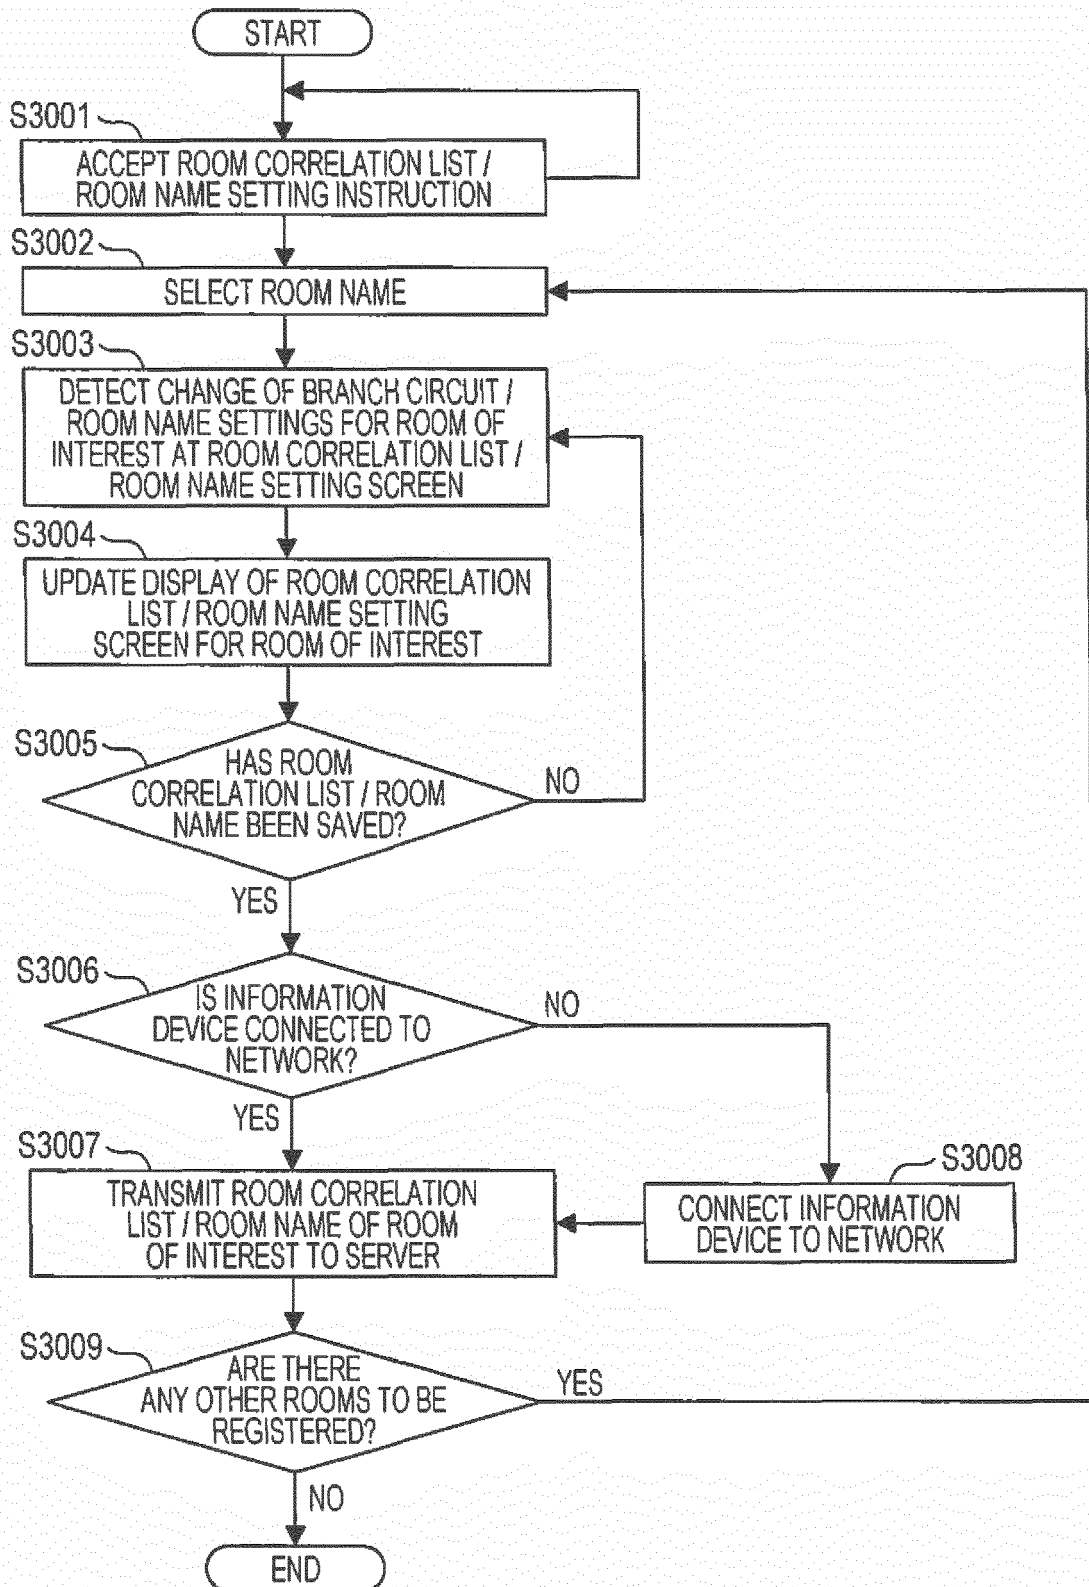 START
S3001
ACCEPT ROOM CORRELATION LIST /
ROOM NAME SETTING INSTRUCTION
S3002
SELECT ROOM NAME
S3003
DETECT CHANGE OF BRANCH CIRCUIT /
ROOM NAME SETTINGS FOR ROOM OF
INTEREST AT ROOM CORRELATION LIST /
ROOM NAME SETTING SCREEN
S3004
UPDATE DISPLAY OF ROOM CORRELATION
LIST / ROOM NAME SETTING
SCREEN FOR ROOM OF INTEREST
S3005
HAS ROOM
CORRELATION LIST / ROOM
NAME BEEN SAVED?
NO
YES
S3006
IS INFORMATION
DEVICE CONNECTED TO
NETWORK?
NO
YES
S3007
TRANSMIT ROOM CORRELATION
LIST / ROOM NAME OF ROOM
OF INTEREST TO SERVER
S3008
CONNECT INFORMATION
DEVICE TO NETWORK
S3009
ARE THERE
ANY OTHER ROOMS TO BE
REGISTERED?
YES
NO
END